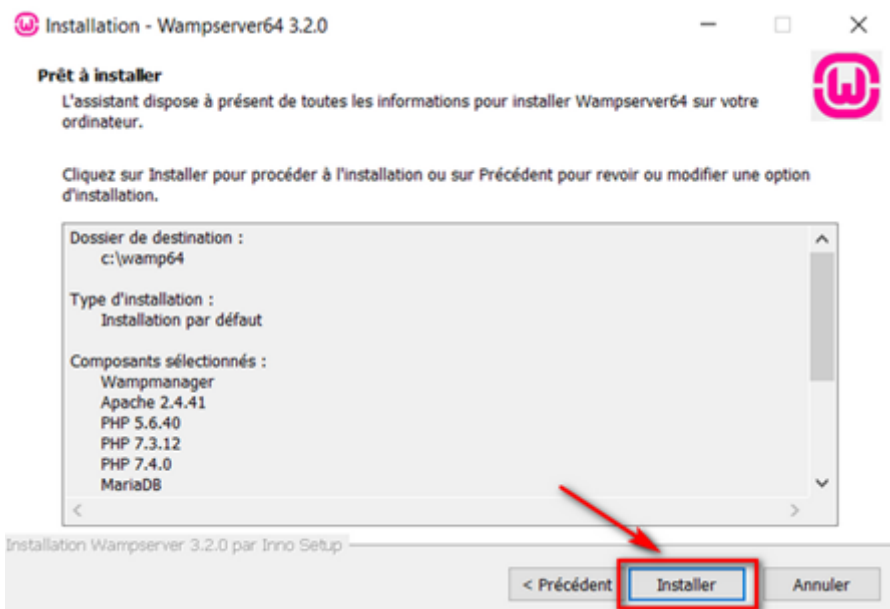 Installation - Wampserver64 3.2.0
Prêt à installer
L'assistant dispose à présent de toutes les informations pour installer Wampserver64 sur votre
ordinateur.
Cliquez sur Installer pour procéder à l'installation ou sur Précédent pour revoir ou modifier une option
d'installation.
Dossier de destination :
c:\wamp64
Type d'installation :
Installation par défaut
Composants sélectionnés :
Wampmanager
Apache 2.4.41
PHP 5.6.40
PHP 7.3.12
PHP 7.4.0
MariaDB
Installation Wampserver 3.2.0 par Inno Setup
< Précédent Installer Annuler